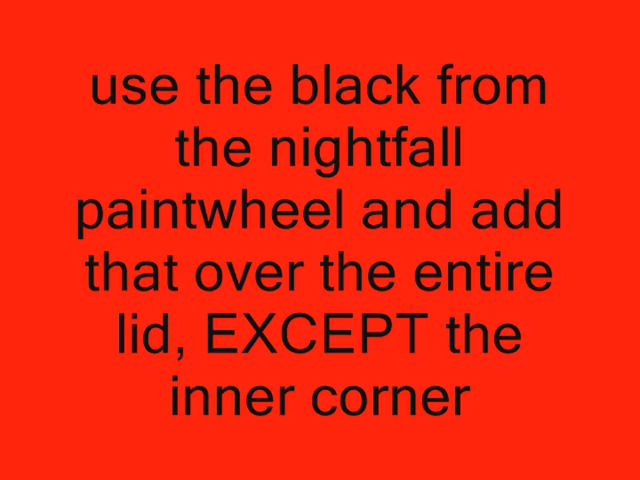 use the black from
the nightfall
paintwheel and add
that over the entire
lid, EXCEPT the
inner corner